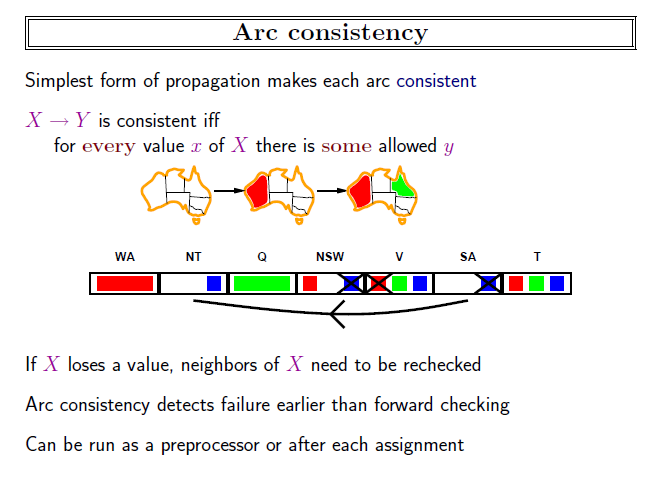 Arc consistency
Simplest form of propagation makes each arc consistent
X → Y is consistent iff
for every value x of X there is some allowed y
WA NT Q NSW V SA T
If X loses a value, neighbors of X need to be rechecked
Arc consistency detects failure earlier than forward checking
Can be run as a preprocessor or after each assignment